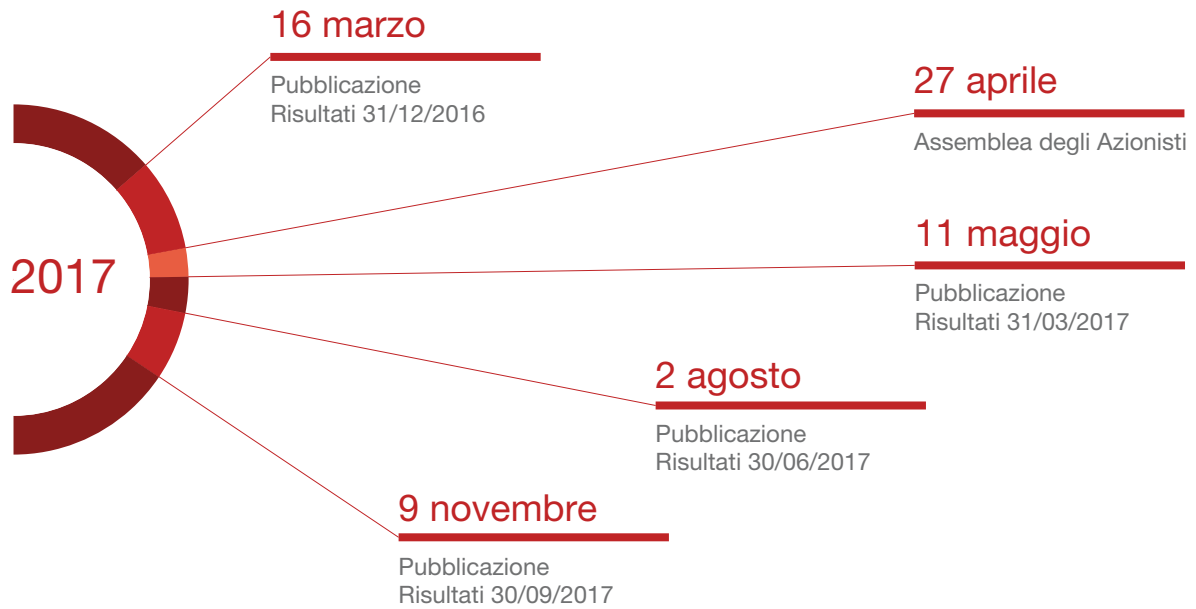 16 marzo
Pubblicazione
Risultati 31/12/2016
27 aprile
Assemblea degli Azionisti
2017
11 maggio
Pubblicazione
Risultati 31/03/2017
2 agosto
Pubblicazione
Risultati 30/06/2017
9 novembre
Pubblicazione
Risultati 30/09/2017